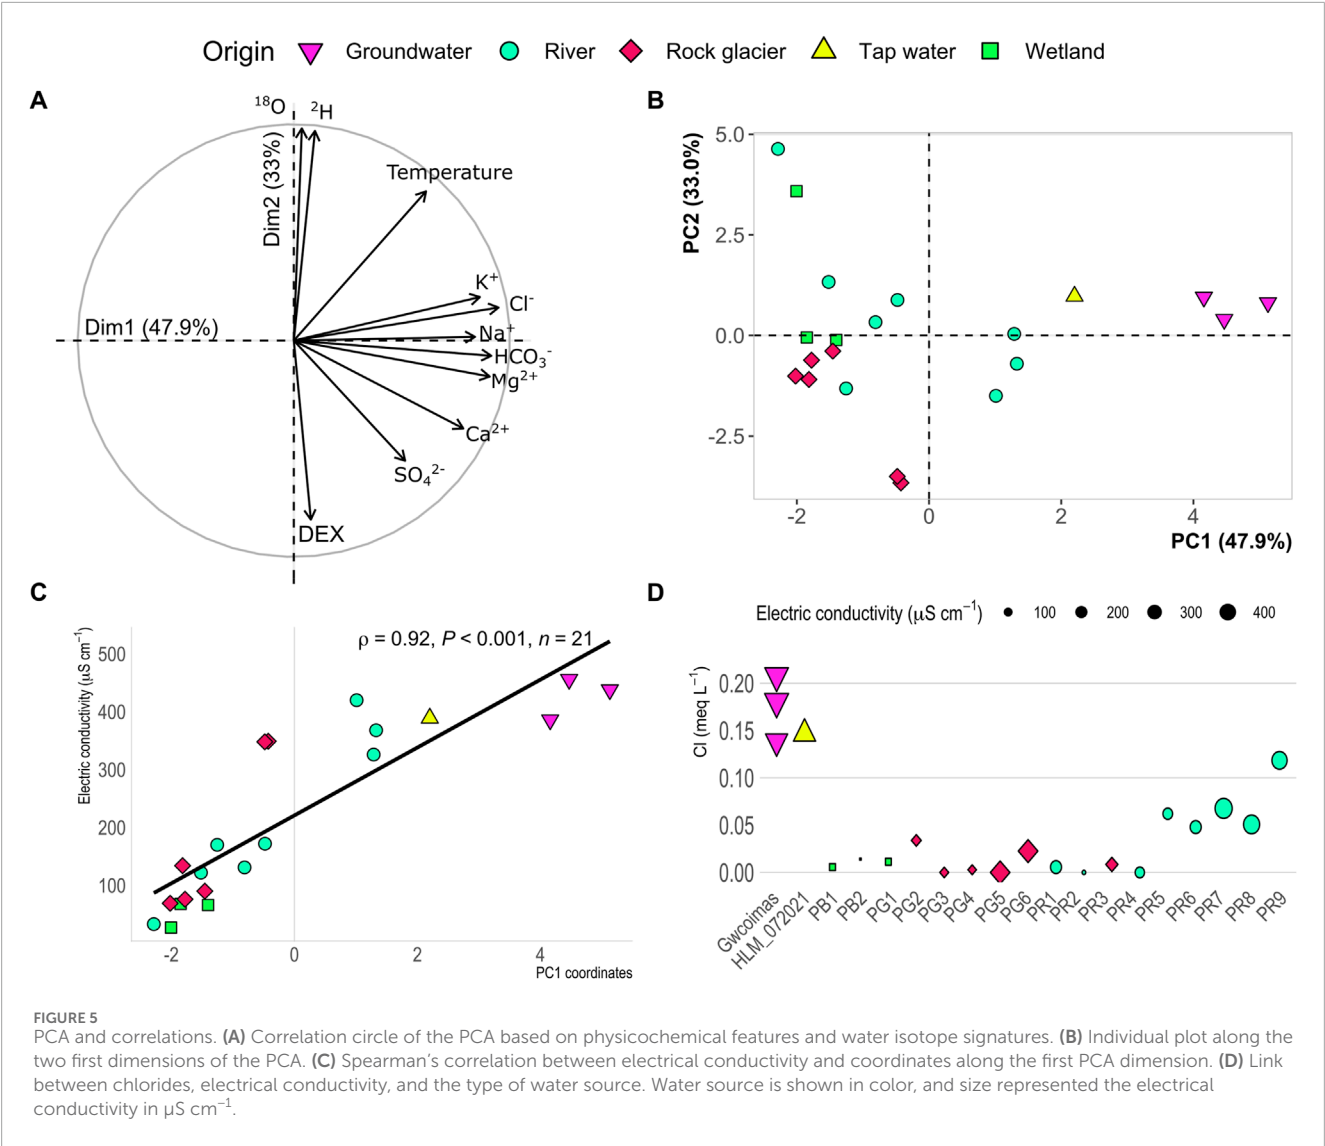 Origin Groundwater River Rock glacier Tap water Wetland
A
¹⁸O ²H
Dim2 (33%)
Temperature
K⁺
Cl⁻
Dim1 (47.9%)
Na⁺
HCO₃⁻
Mg²⁺
Ca²⁺
SO₄²⁻
DEX
B
PC2 (33.0%)
5.0
2.5
0.0
-2.5
-2 0 2 4
PC1 (47.9%)
C
Electric conductivity (µS cm⁻¹)
ρ = 0.92, P < 0.001, n = 21
500
400
300
200
100
-2 0 2 4
PC1 coordinates
D
Electric conductivity (µS cm⁻¹) 100 200 300 400
Cl (meq L⁻¹)
0.20
0.15
0.10
0.05
0.00
Gwcoimas HLM_072021 PB1 PB2 PG1 PG2 PG3 PG4 PG5 PG6 PR1 PR2 PR3 PR4 PR5 PR6 PR7 PR8 PR9
FIGURE 5
PCA and correlations. (A) Correlation circle of the PCA based on physicochemical features and water isotope signatures. (B) Individual plot along the
two first dimensions of the PCA. (C) Spearman's correlation between electrical conductivity and coordinates along the first PCA dimension. (D) Link
between chlorides, electrical conductivity, and the type of water source. Water source is shown in color, and size represented the electrical
conductivity in µS cm⁻¹.